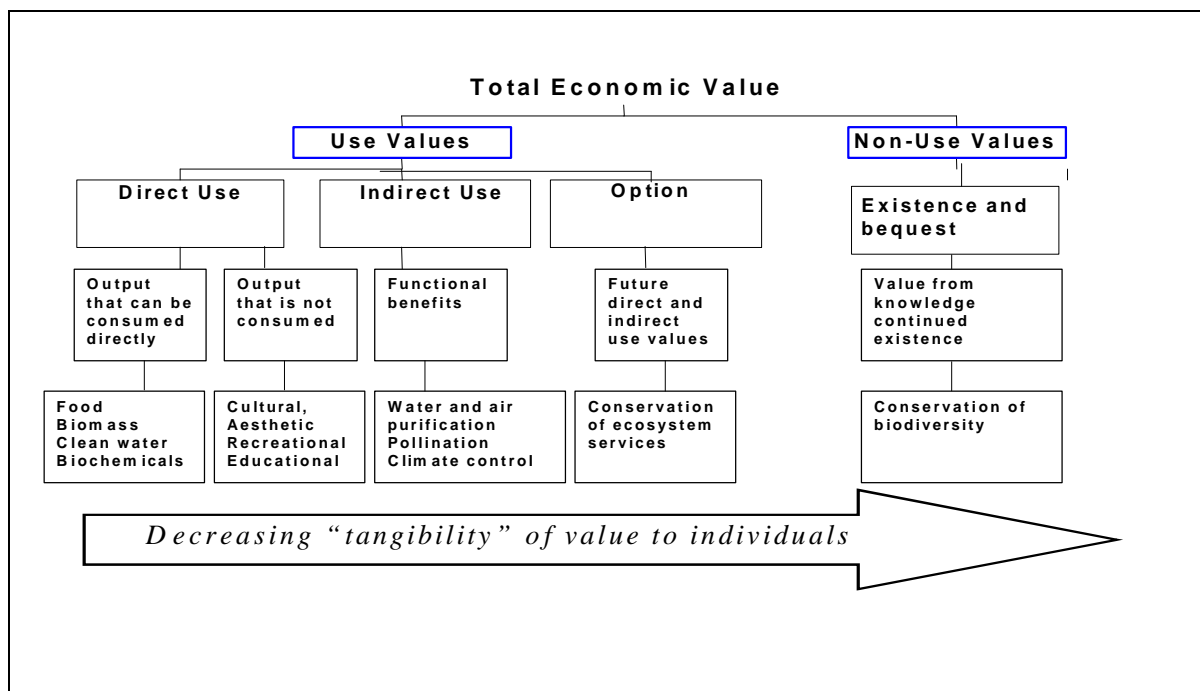 Total Economic Value
Use Values
Non-Use Values
Direct Use
Indirect Use
Option
Existence and
bequest
Output
that can be
consumed
directly
Output
that is not
consumed
Functional
benefits
Future
direct and
indirect
use values
Value from
knowledge
continued
existence
Food
Biomass
Clean water
Biochemicals
Cultural,
Aesthetic
Recreational
Educational
Water and air
purification
Pollination
Climate control
Conservation
of ecosystem
services
Conservation of
biodiversity
Decreasing “tangibility” of value to individuals